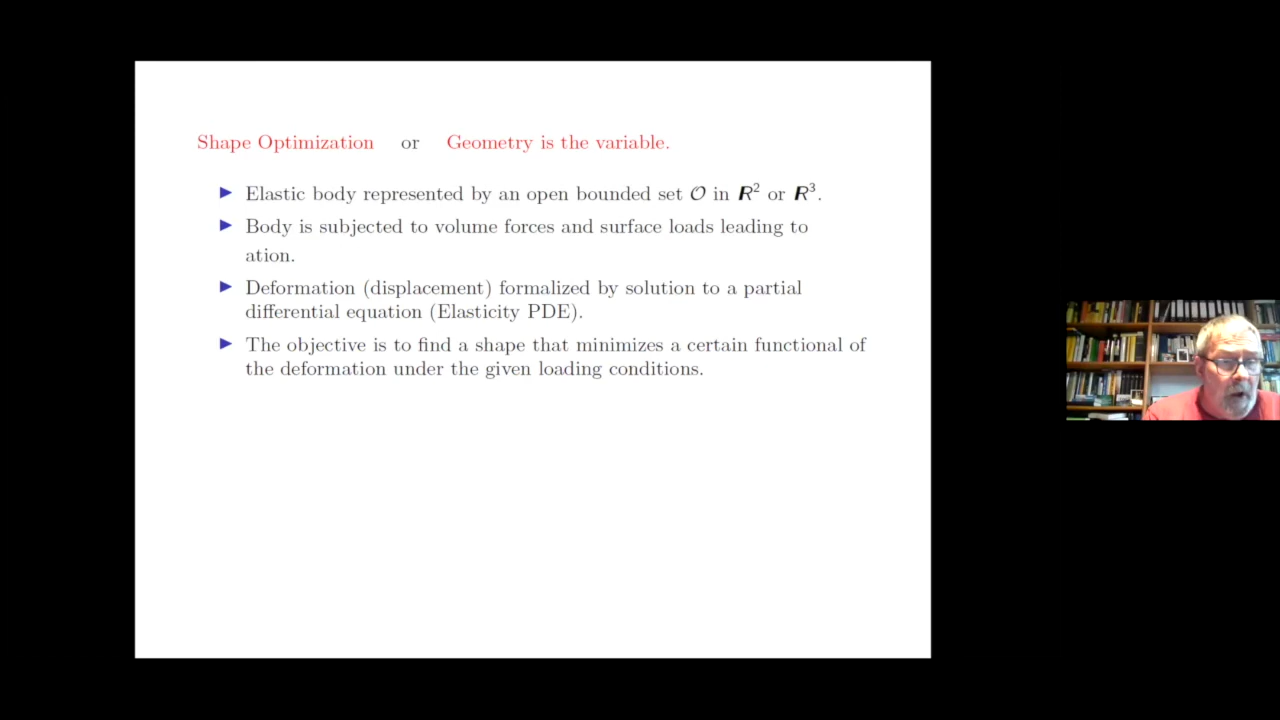 Shape Optimization or Geometry is the variable.
▶ Elastic body represented by an open bounded set 𝒪 in R² or R³.
▶ Body is subjected to volume forces and surface loads leading to
ation.
▶ Deformation (displacement) formalized by solution to a partial
differential equation (Elasticity PDE).
▶ The objective is to find a shape that minimizes a certain functional of
the deformation under the given loading conditions.